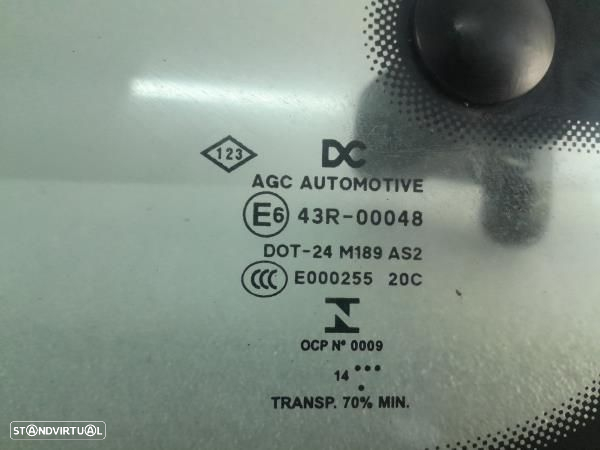 123 DC
AGC AUTOMOTIVE
E6 43R-00048
DOT-24 M189 AS2
CCC E000255 20C
N
OCP Nº 0009
14
TRANSP. 70% MIN.
STANDVIRTUAL